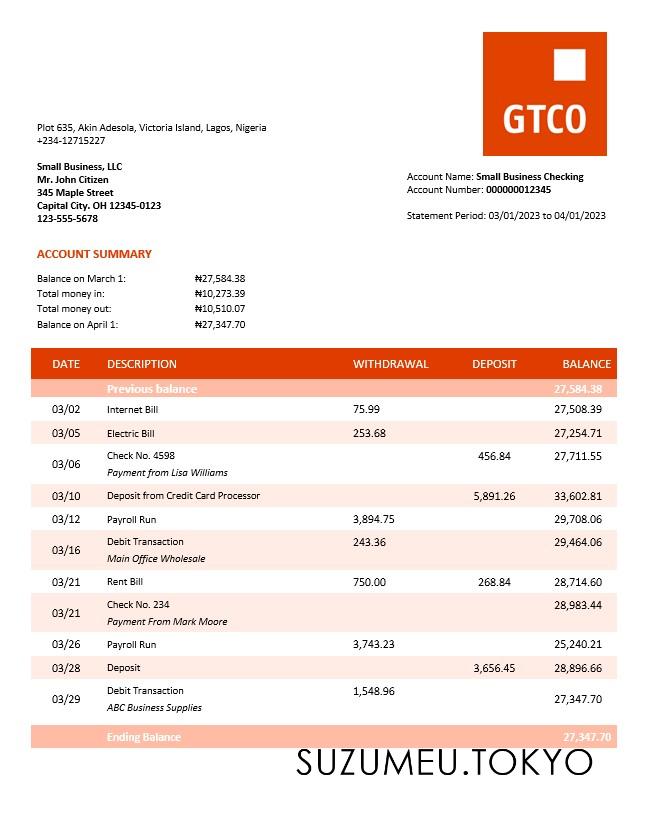 GTCO
Plot 635, Akin Adesola, Victoria Island, Lagos, Nigeria
+234-12715227
Small Business, LLC
Mr. John Citizen
345 Maple Street
Capital City. OH 12345-0123
123-555-5678
Account Name: Small Business Checking
Account Number: 000000012345
Statement Period: 03/01/2023 to 04/01/2023
ACCOUNT SUMMARY
Balance on March 1: ₦27,584.38
Total money in: ₦10,273.39
Total money out: ₦10,510.07
Balance on April 1: ₦27,347.70
DATE DESCRIPTION WITHDRAWAL DEPOSIT BALANCE
Previous balance 27,584.38
03/02 Internet Bill 75.99 27,508.39
03/05 Electric Bill 253.68 27,254.71
03/06 Check No. 4598 456.84 27,711.55
Payment from Lisa Williams
03/10 Deposit from Credit Card Processor 5,891.26 33,602.81
03/12 Payroll Run 3,894.75 29,708.06
03/16 Debit Transaction 243.36 29,464.06
Main Office Wholesale
03/21 Rent Bill 750.00 268.84 28,714.60
03/21 Check No. 234 28,983.44
Payment From Mark Moore
03/26 Payroll Run 3,743.23 25,240.21
03/28 Deposit 3,656.45 28,896.66
03/29 Debit Transaction 1,548.96 27,347.70
ABC Business Supplies
Ending Balance 27,347.70
SUZUMEU.TOKYO